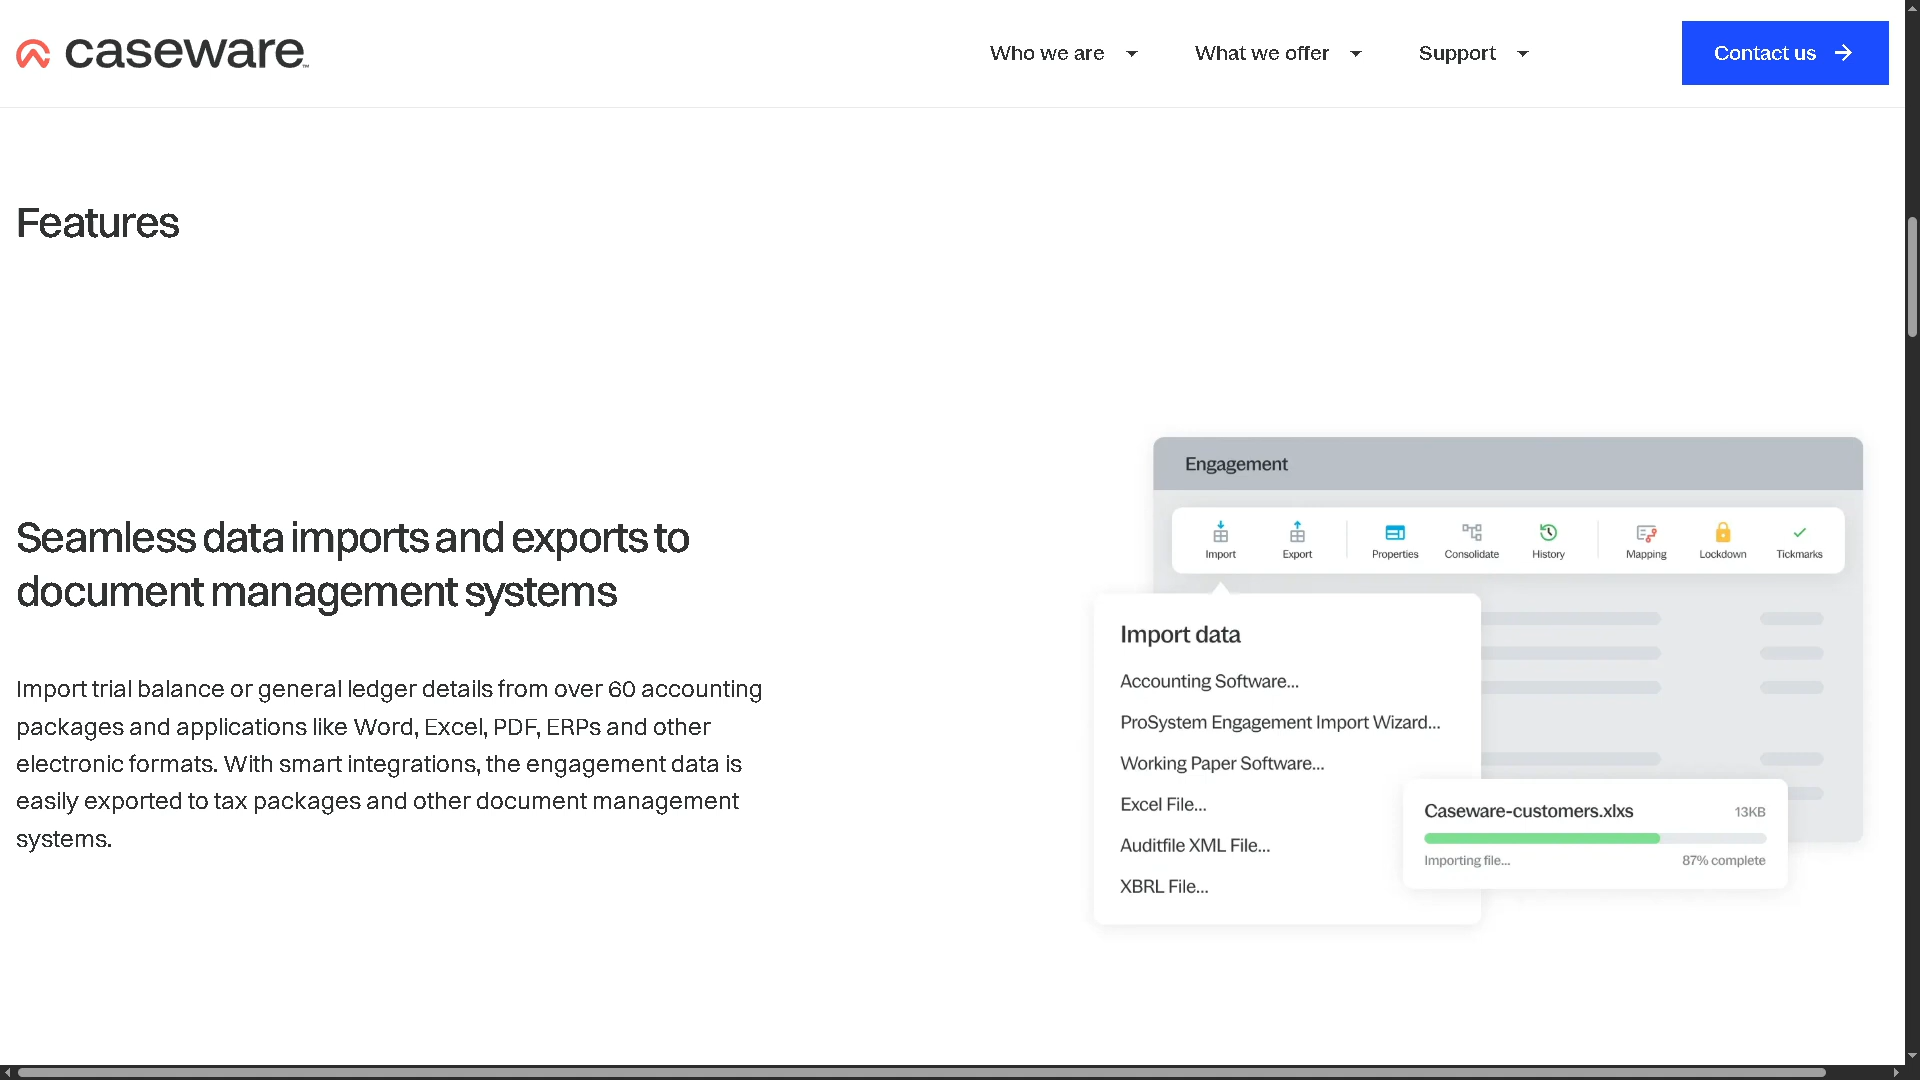 caseware™
Who we are
What we offer
Support
Contact us
Features
Seamless data imports and exports to
document management systems
Import trial balance or general ledger details from over 60 accounting
packages and applications like Word, Excel, PDF, ERPs and other
electronic formats. With smart integrations, the engagement data is
easily exported to tax packages and other document management
systems.
Engagement
Import
Export
Properties
Consolidate
History
Mapping
Lockdown
Tickmarks
Import data
Accounting Software...
ProSystem Engagement Import Wizard...
Working Paper Software...
Excel File...
Auditfile XML File...
XBRL File...
Caseware-customers.xlxs
13KB
Importing file...
87% complete